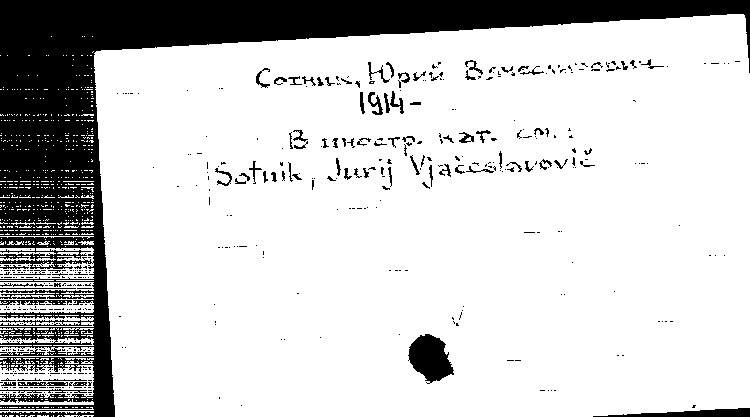 Сотник, Юрий Вячеславович
1914-
В иностр. кат. см.:
Sotnik, Jurij Vjačeslavovič